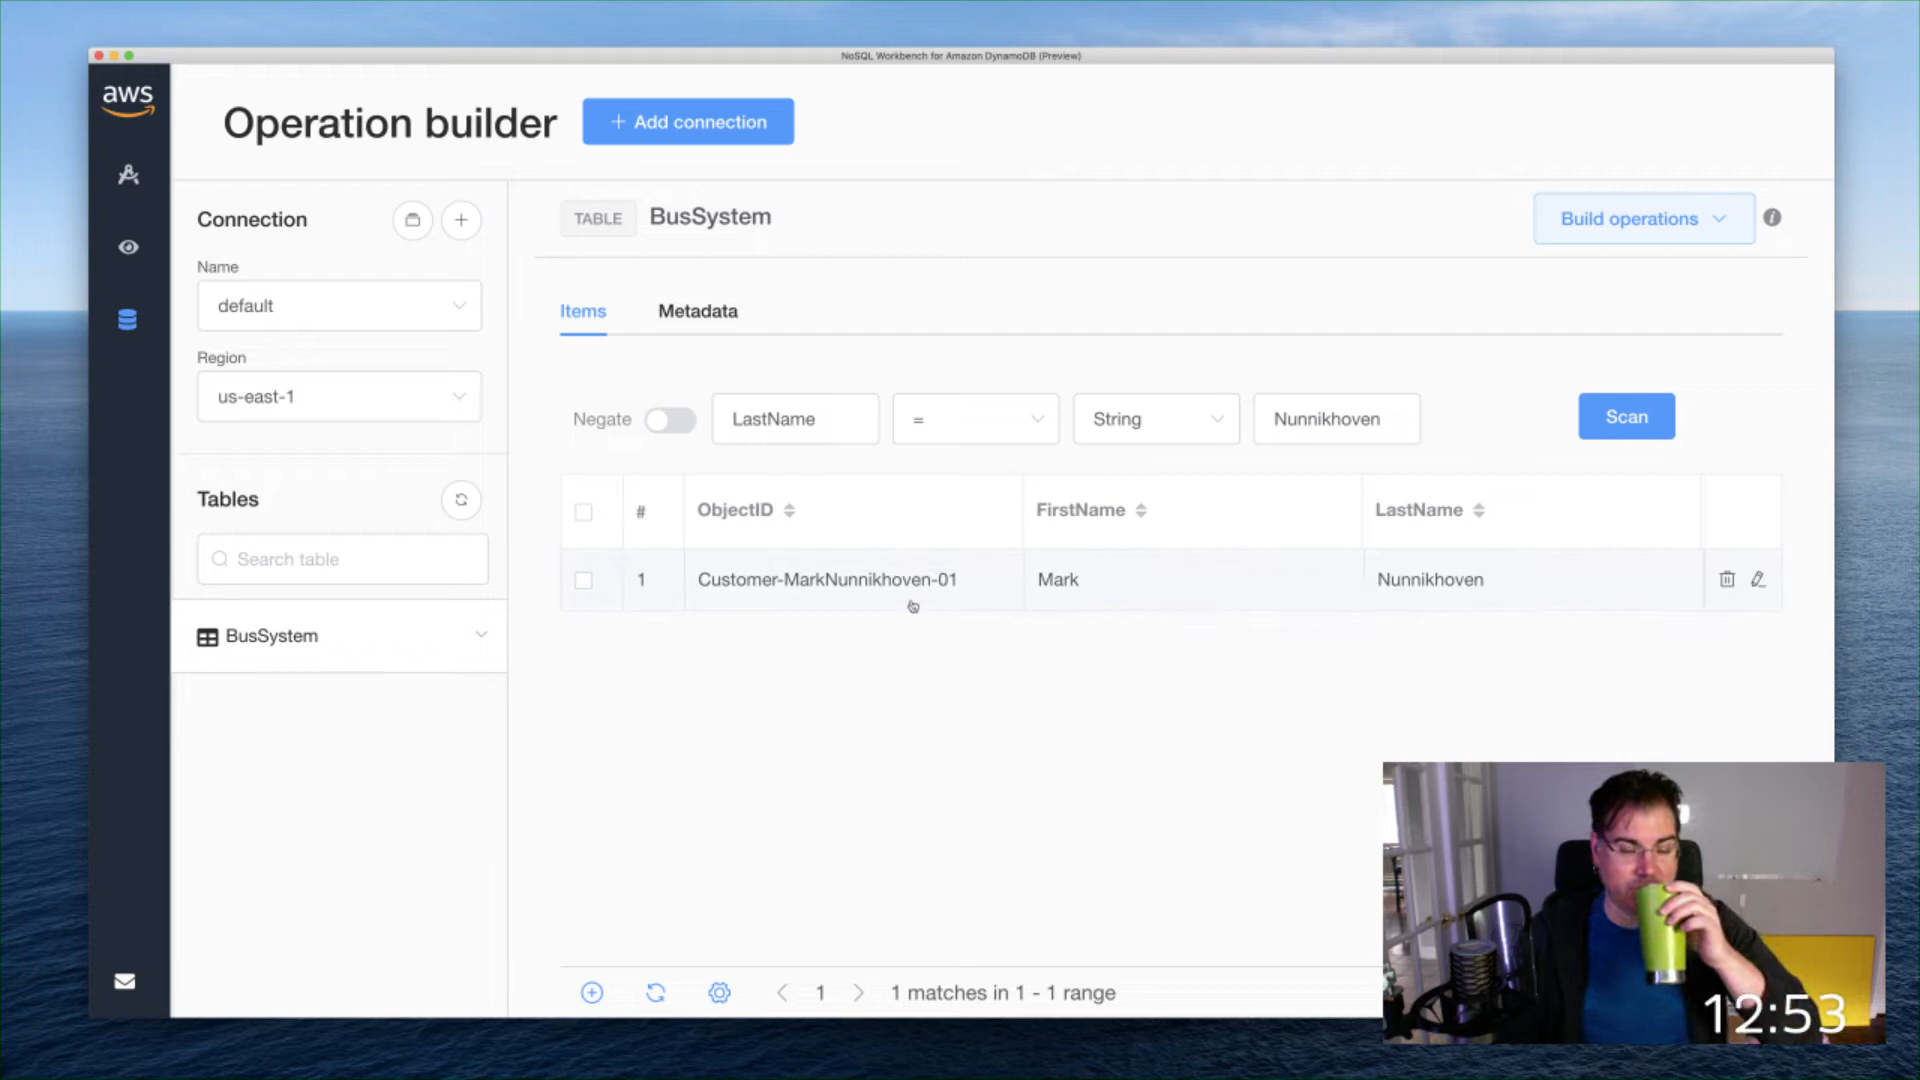 NoSQL Workbench for Amazon DynamoDB (Preview)
aws
Operation builder
+ Add connection
Connection
Name
default
Region
us-east-1
Tables
Search table
BusSystem
TABLE BusSystem
Build operations
Items Metadata
Negate LastName = String Nunnikhoven Scan
# ObjectID FirstName LastName
1 Customer-MarkNunnikhoven-01 Mark Nunnikhoven
1 1 matches in 1 - 1 range
12:53